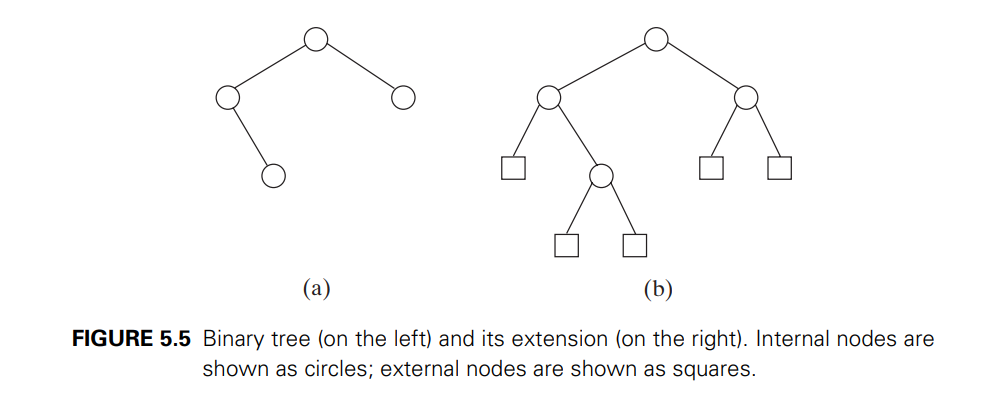 (a) (b)
FIGURE 5.5 Binary tree (on the left) and its extension (on the right). Internal nodes are
shown as circles; external nodes are shown as squares.